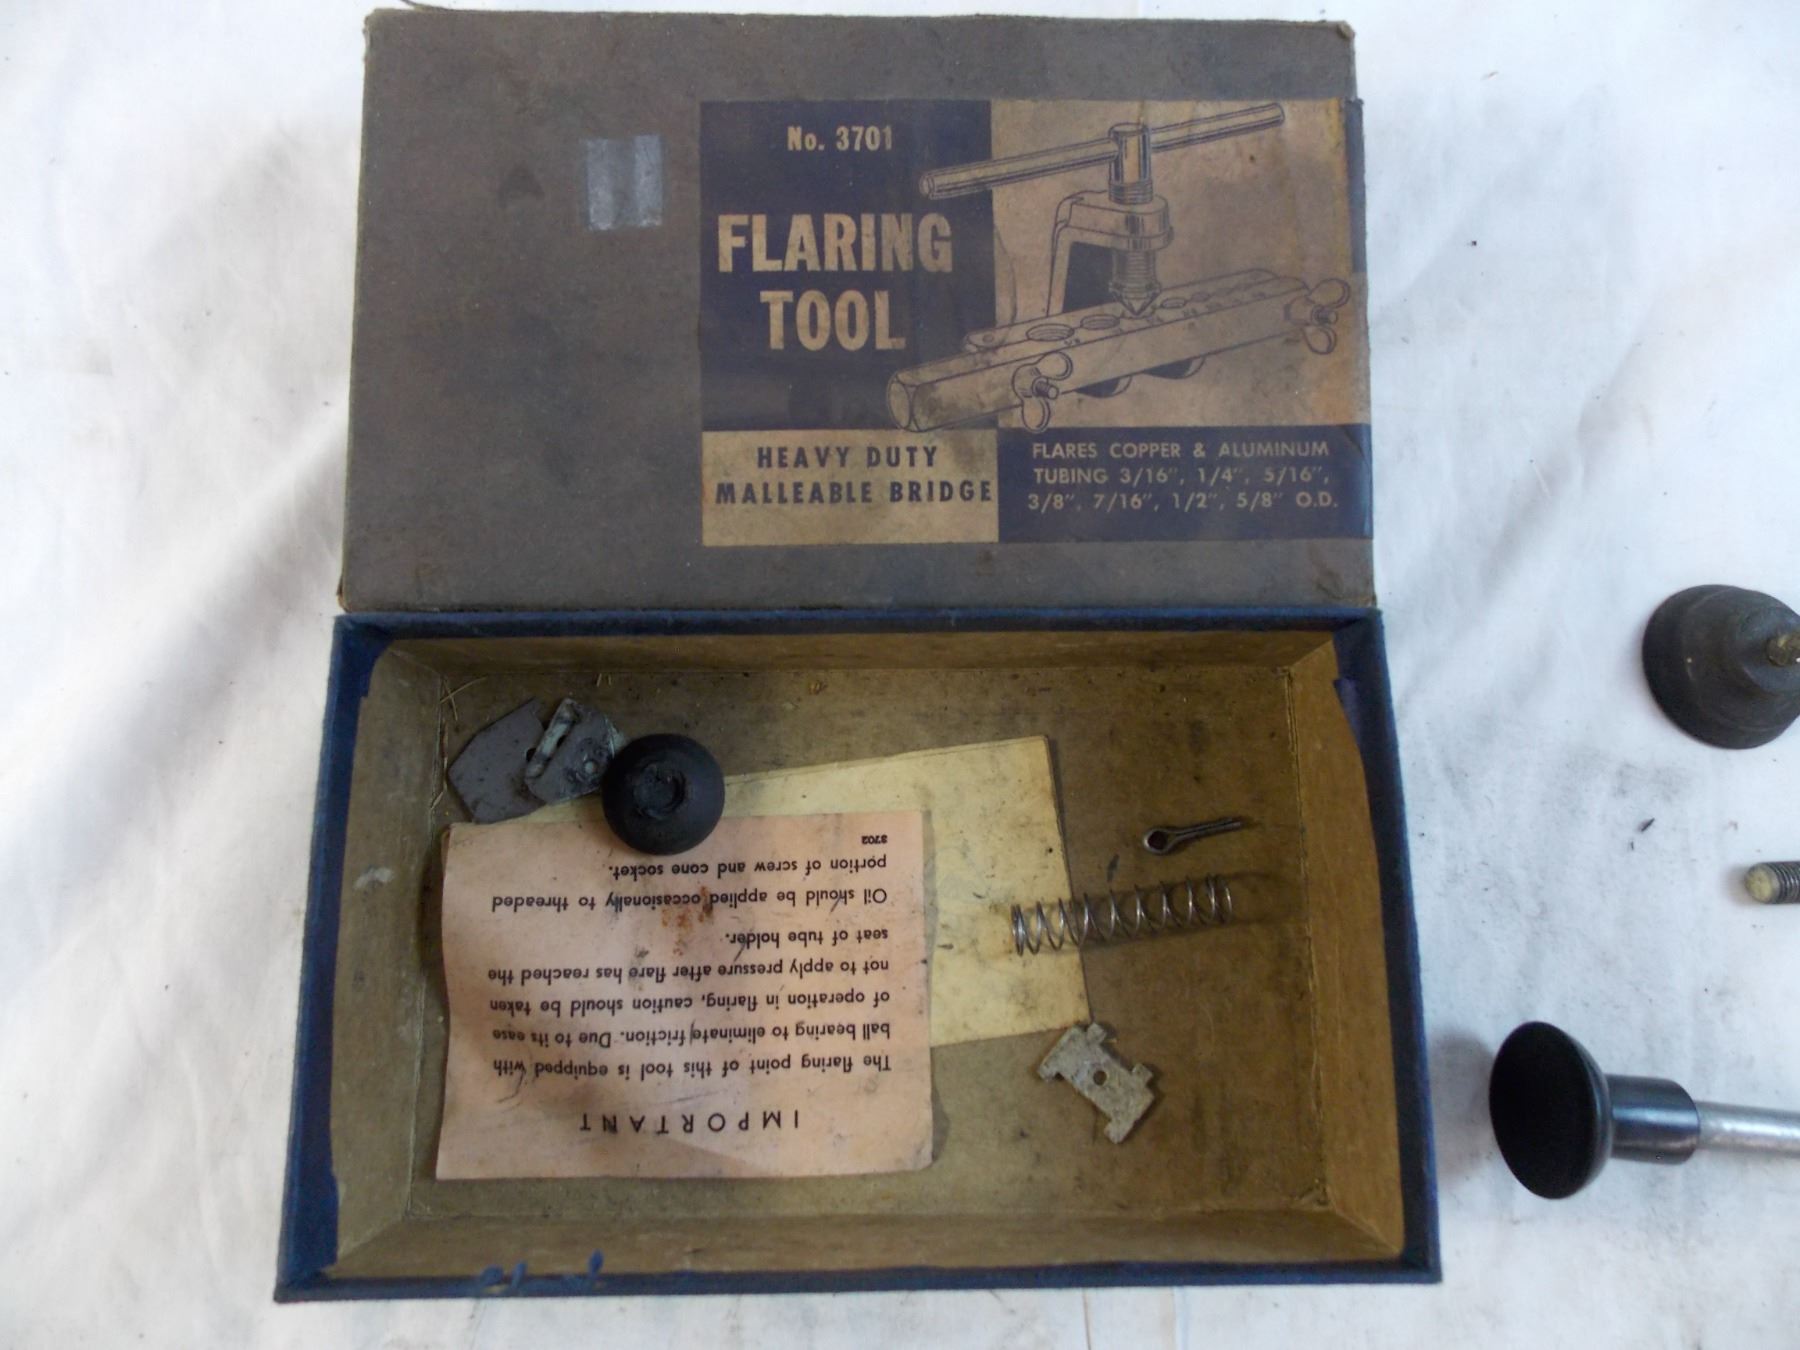 No. 3701
FLARING
TOOL
HEAVY DUTY
MALLEABLE BRIDGE
FLARES COPPER & ALUMINUM
TUBING 3/16", 1/4", 5/16",
3/8", 7/16", 1/2", 5/8" O.D.
IMPORTANT
The flaring point of this tool is equipped with
ball bearing to eliminate friction. Due to its ease
of operation in flaring, caution should be taken
not to apply pressure after flare has reached the
seat of tube holder.
Oil should be applied occasionally to threaded
portion of screw and cone socket.
3702